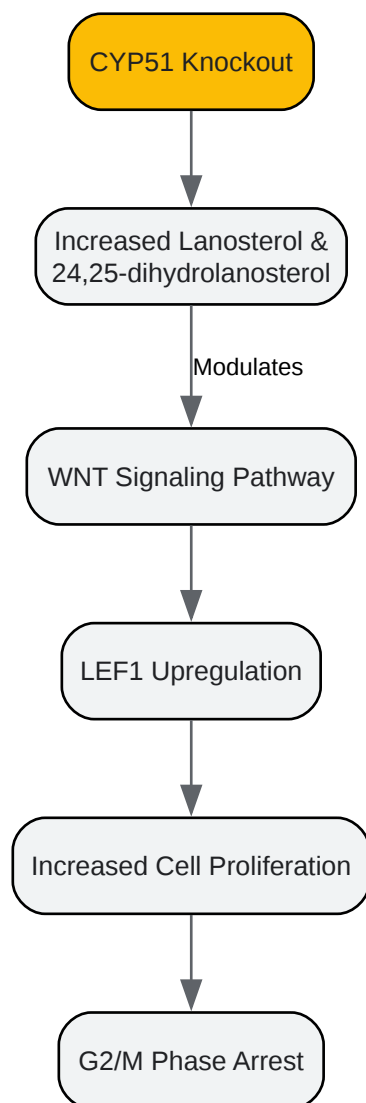 CYP51 Knockout
Increased Lanosterol &
24,25-dihydrolanosterol
Modulates
WNT Signaling Pathway
LEF1 Upregulation
Increased Cell Proliferation
G2/M Phase Arrest